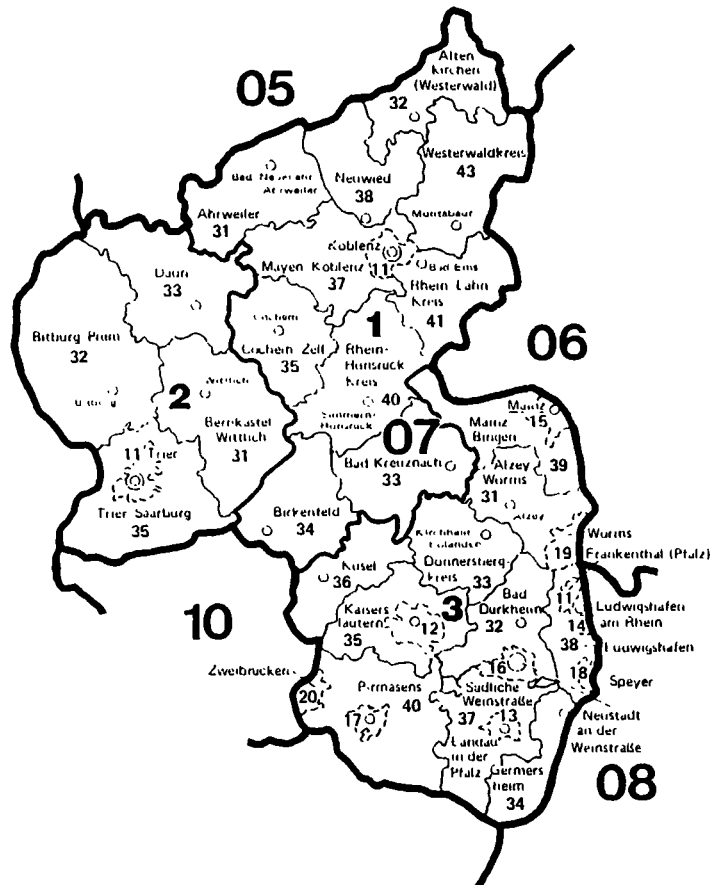 05
Alten
kirchen
(Westerwald)
32
Westerwaldkreis
43
Neuwied
38
Ahrweiler
31
Montabaur
Koblenz
11
Bad Ems
Mayen Koblenz
37
Rhein Lahn
Kreis
41
Daun
33
Cochem
Cochem Zell
35
1
Rhein-
Hunsrück
Kreis
40
06
Bitburg Prüm
32
2
Wittlich
Bernkastel
Wittlich
31
11 Trier
Trier Saarburg
35
07
Mainz
15
Mainz
Bingen
39
Bad Kreuznach
33
Alzey
Worms
31
Alzey
Birkenfeld
34
Worms
19
Frankenthal (Pfalz)
Kusel
36
Donnersberg
kreis
33
10
3
Kaisers
lautern
35
12
Bad
Dürkheim
32
11
Ludwigshafen
am Rhein
14
38
Ludwigshafen
18
Speyer
Zweibrücken
20
Pirmasens
40
17
16
Südliche
Weinstraße
37
13
Neustadt
an der
Weinstraße
Landau
in der
Pfalz
Germers
heim
34
08